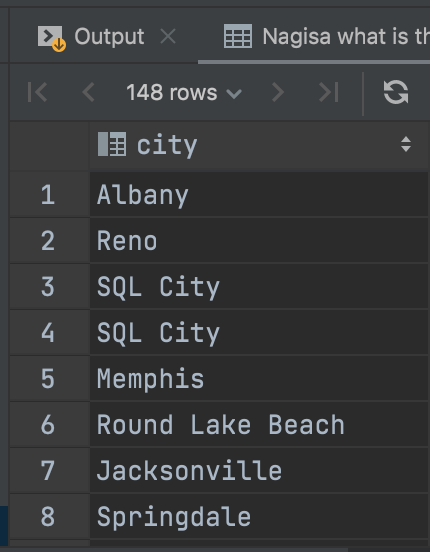 Output
Nagisa what is th
148 rows
city
1 Albany
2 Reno
3 SQL City
4 SQL City
5 Memphis
6 Round Lake Beach
7 Jacksonville
8 Springdale